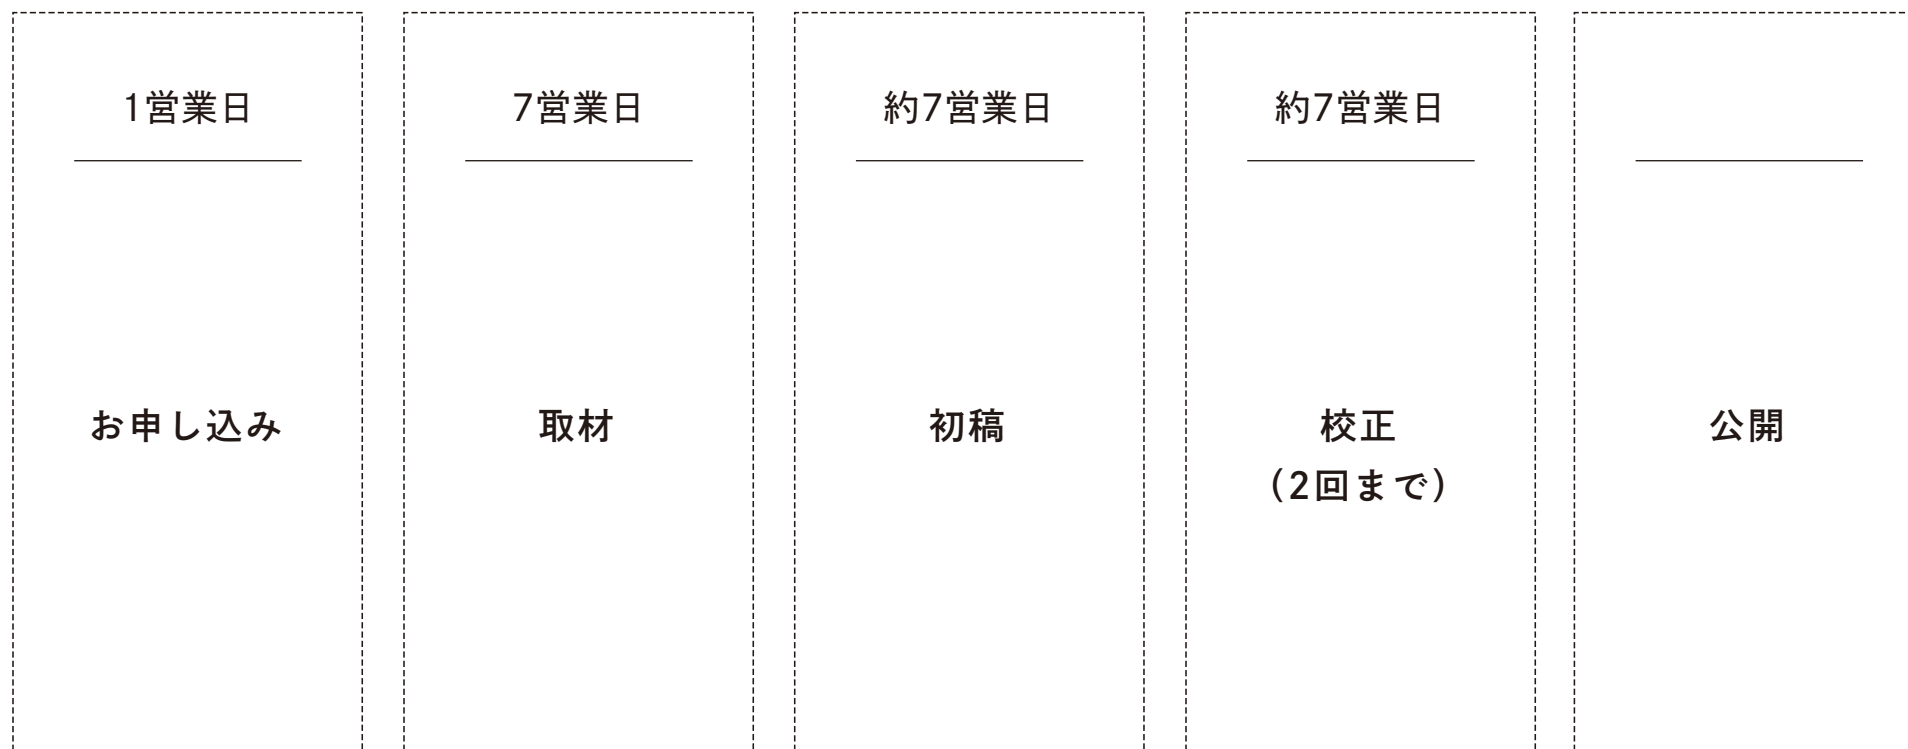 1営業日
お申し込み
7営業日
取材
約7営業日
初稿
約7営業日
校正
（2回まで）
公開